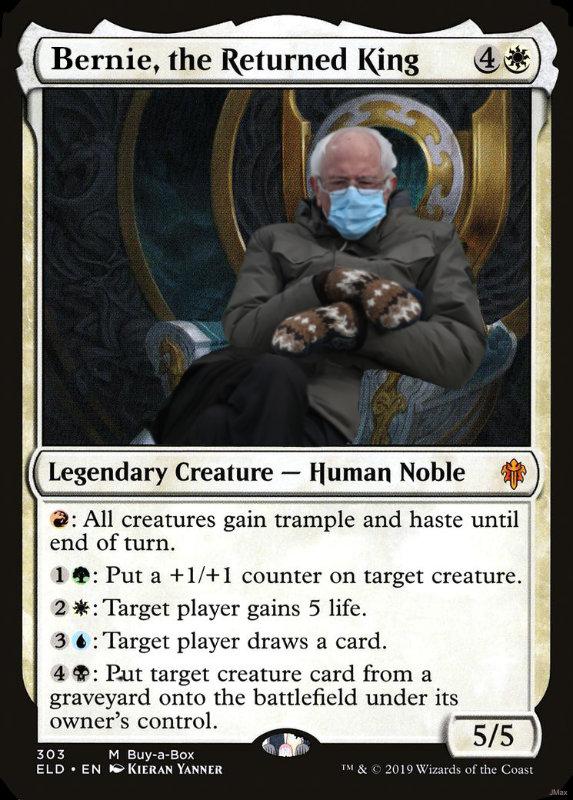 Bernie, the Returned King 4
Legendary Creature — Human Noble
: All creatures gain trample and haste until
end of turn.
1 : Put a +1/+1 counter on target creature.
2 : Target player gains 5 life.
3 : Target player draws a card.
4 : Put target creature card from a
graveyard onto the battlefield under its
owner's control.
5/5
303 M Buy-a-Box
ELD • EN Kieran Yanner ™ & © 2019 Wizards of the Coast
JMax